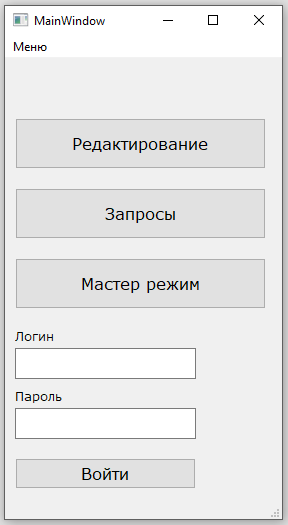 MainWindow
Меню
Редактирование
Запросы
Мастер режим
Логин
Пароль
Войти